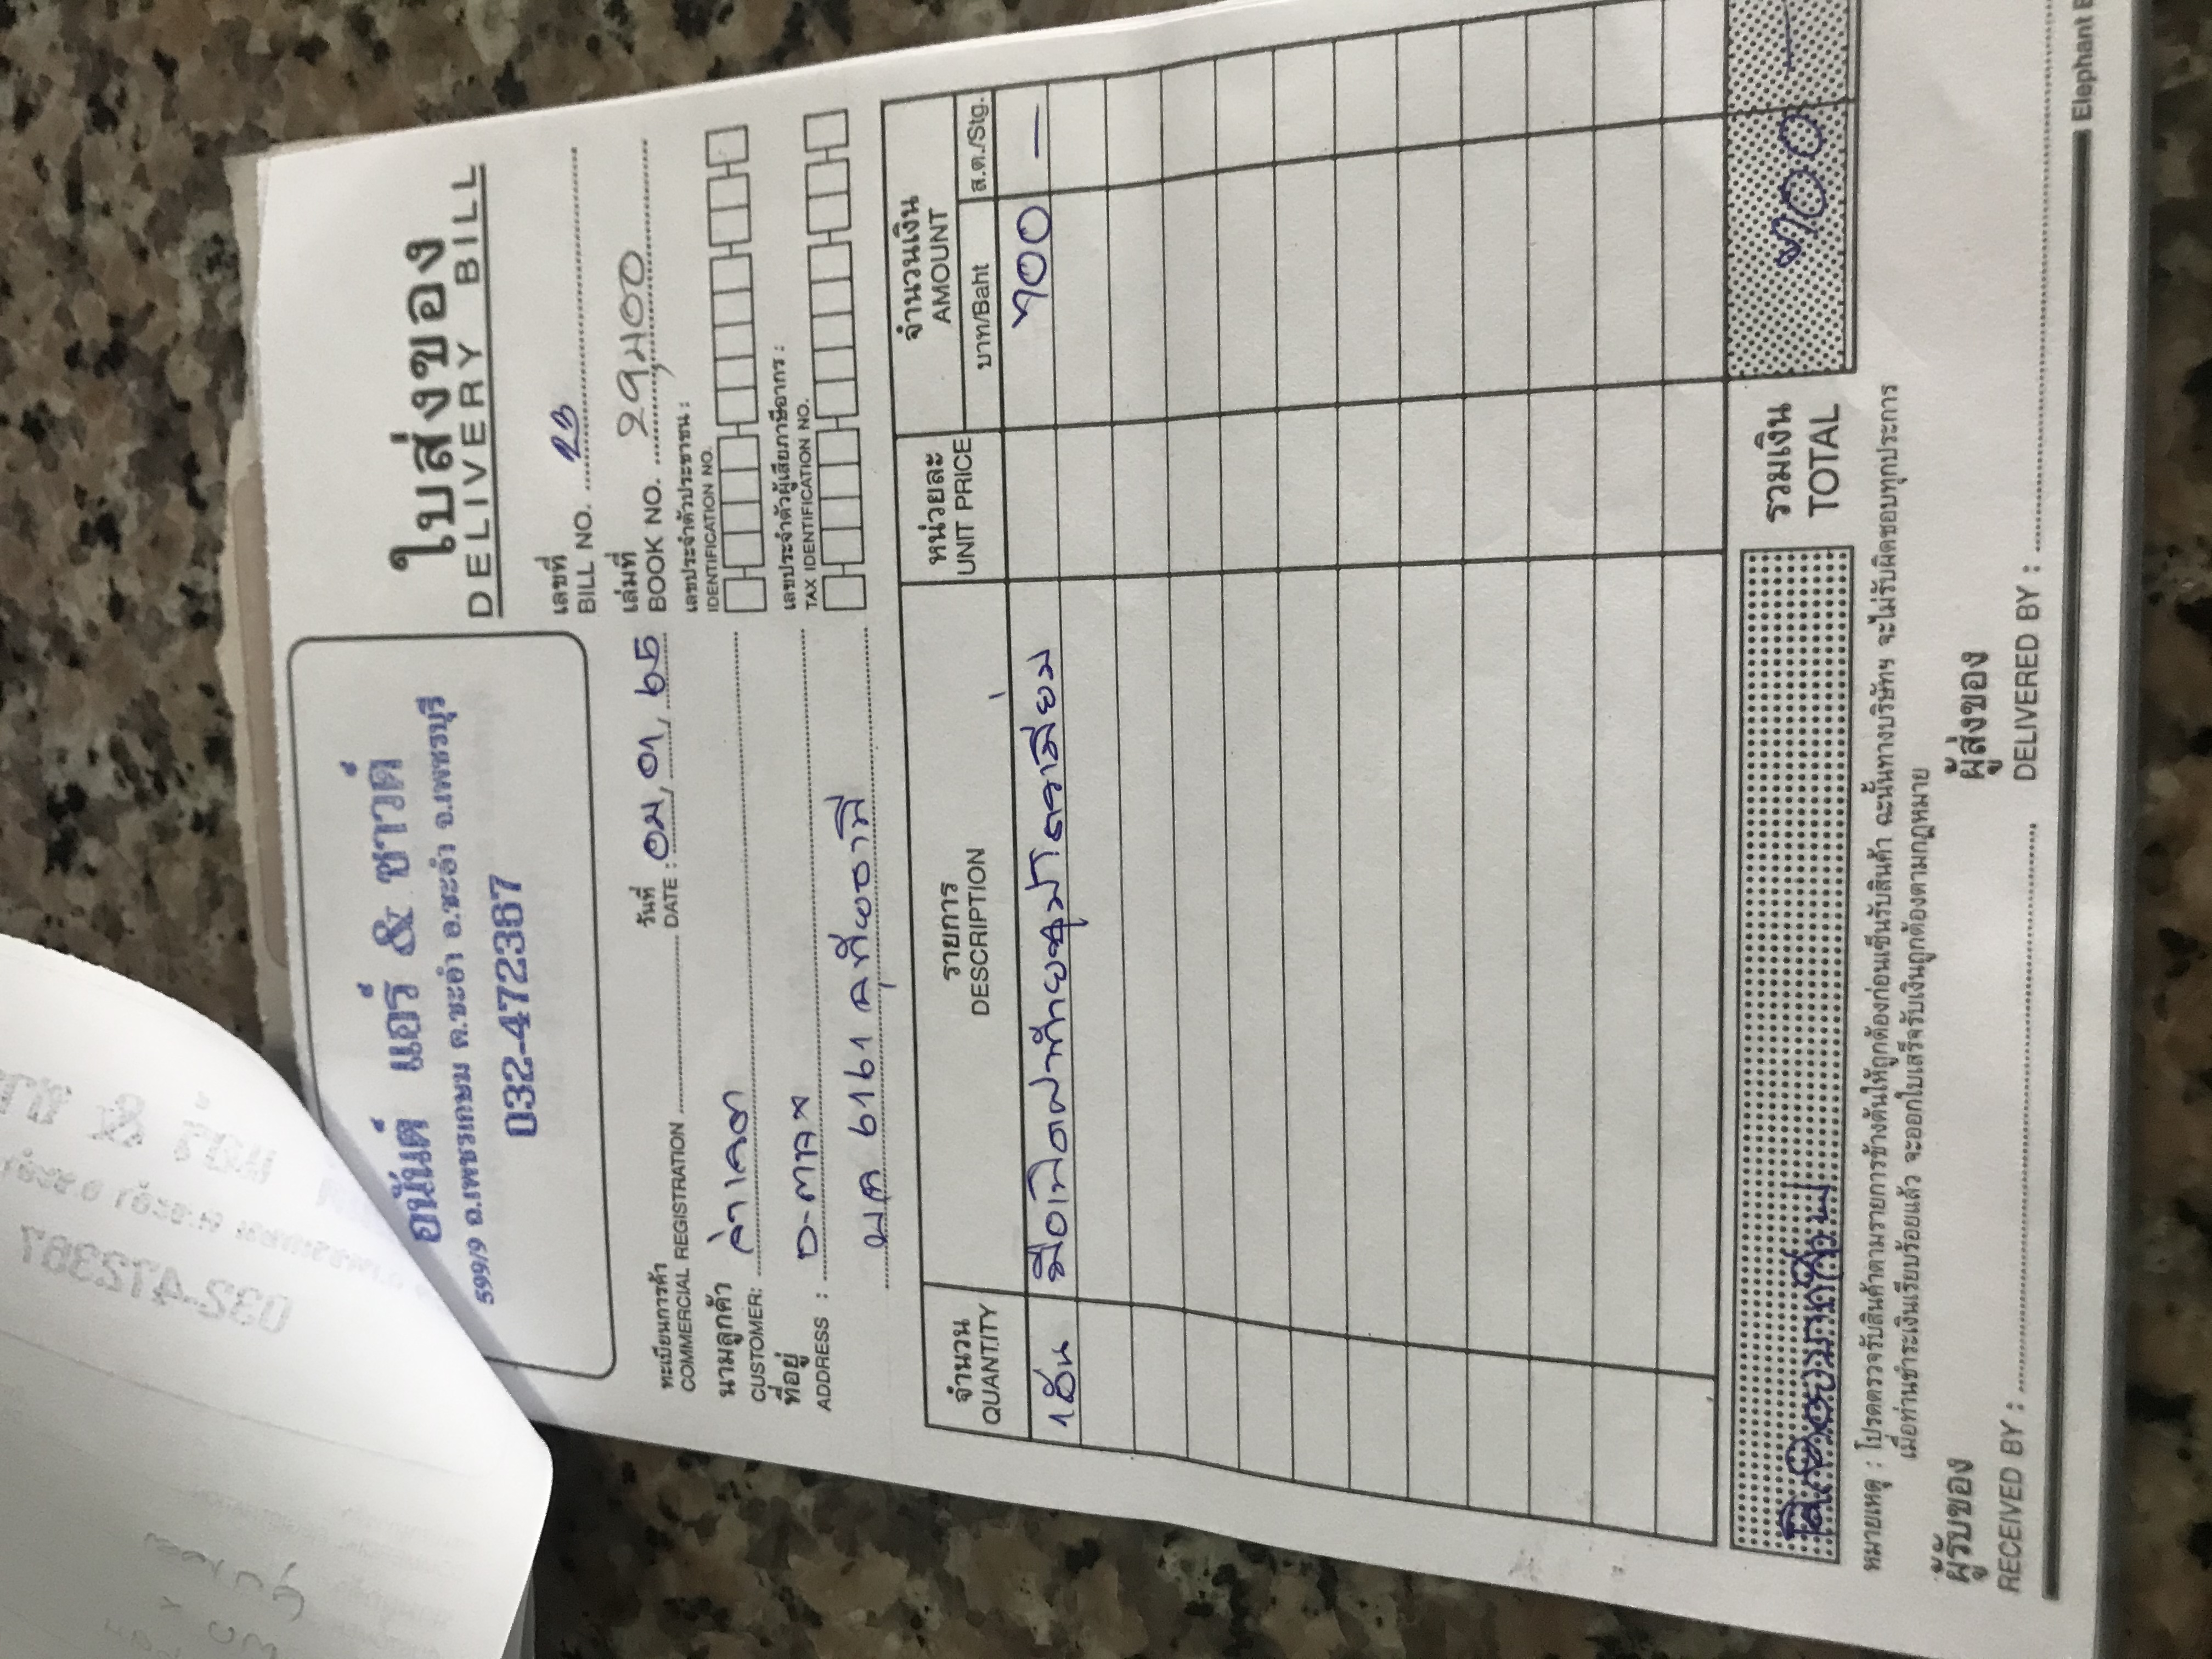 อนันต์ แอร์ & ซาวด์
599/9 ถ.เพชรเกษม ต.ชะอำ อ.ชะอำ จ.เพชรบุรี
032-472387
ใบส่งของ
DELIVERY BILL
เลขที่
BILL NO. 23
เล่มที่
BOOK NO.
ทะเบียนการค้า
COMMERCIAL REGISTRATION
วันที่
DATE : 01, 65
เลขประจำตัวประชาชน :
IDENTIFICATION NO.
นามลูกค้า
CUSTOMER:
เลขประจำตัวผู้เสียภาษีอากร :
TAX IDENTIFICATION NO.
ที่อยู่
ADDRESS : D-max
6161
จำนวน รายการ หน่วยละ จำนวนเงิน
QUANTITY DESCRIPTION UNIT PRICE AMOUNT
บาท/Baht ส.ต./Stg.
1อัน มือเปิดฝาท้าย 700 —
รวมเงิน
TOTAL 700 —
หมายเหตุ : โปรดตรวจรับสินค้าตามรายการข้างต้นให้ถูกต้องก่อนเซ็นรับสินค้า ฉะนั้นทางบริษัทฯ จะไม่รับผิดชอบทุกประการ
เมื่อท่านชำระเงินเรียบร้อยแล้ว จะออกใบเสร็จรับเงินถูกต้องตามกฎหมาย
ผู้รับของ ผู้ส่งของ
RECEIVED BY : DELIVERED BY :
Elephant